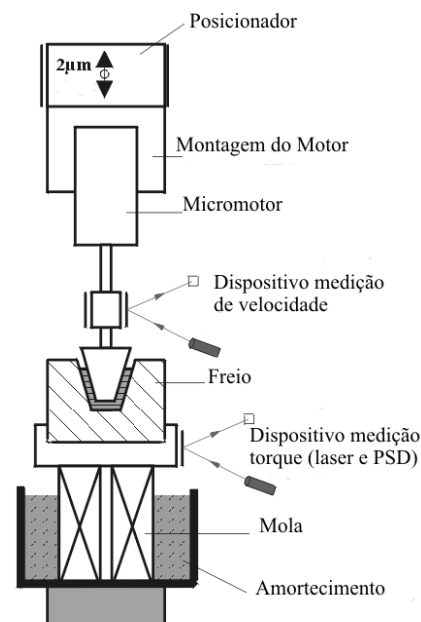 Posicionador
2µm
Montagem do Motor
Micromotor
Dispositivo medição
de velocidade
Freio
Dispositivo medição
torque (laser e PSD)
Mola
Amortecimento